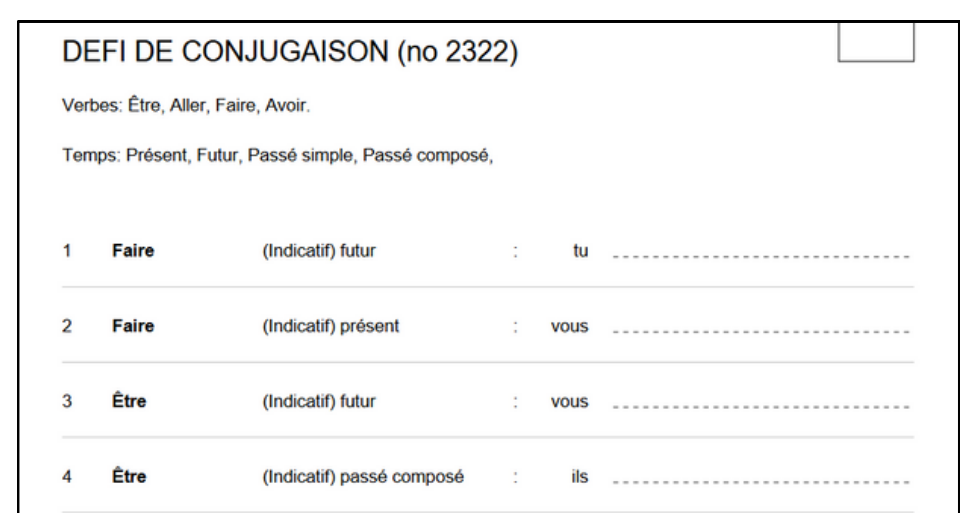 DEFI DE CONJUGAISON (no 2322)
Verbes: Être, Aller, Faire, Avoir.
Temps: Présent, Futur, Passé simple, Passé composé,
1 Faire (Indicatif) futur : tu
2 Faire (Indicatif) présent : vous
3 Être (Indicatif) futur : vous
4 Être (Indicatif) passé composé : ils